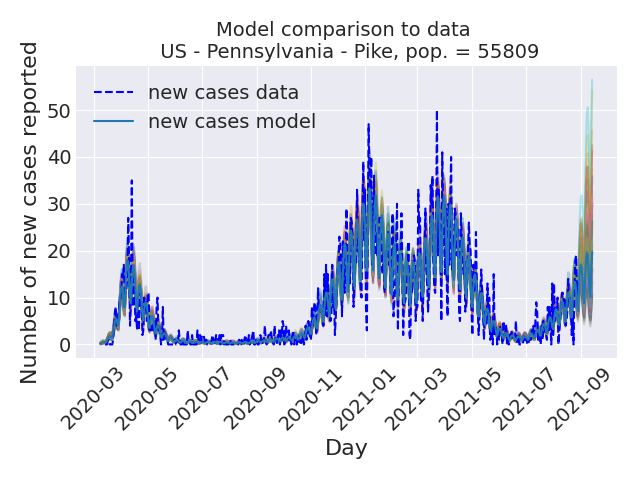 Model comparison to data
US - Pennsylvania - Pike, pop. = 55809
Number of new cases reported
50
40
30
20
10
0
new cases data
new cases model
2020-03
2020-05
2020-07
2020-09
2020-11
2021-01
2021-03
2021-05
2021-07
2021-09
Day